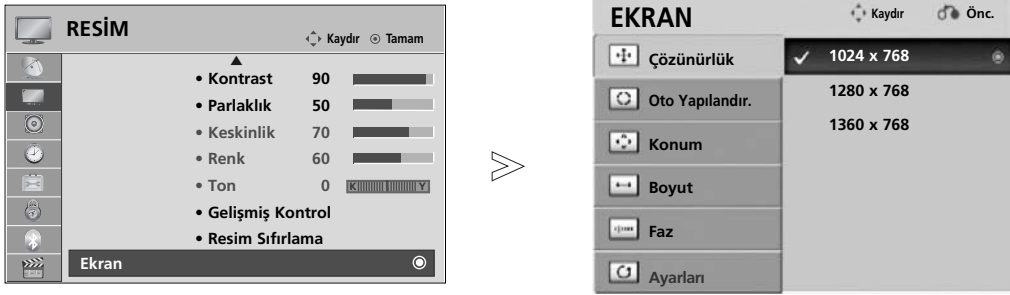 RESİM
Kaydır Tamam
• Kontrast 90
• Parlaklık 50
• Keskinlik 70
• Renk 60
• Ton 0 K Y
• Gelişmiş Kontrol
• Resim Sıfırlama
Ekran
EKRAN
Kaydır Önc.
Çözünürlük
Oto Yapılandır.
Konum
Boyut
Faz
Ayarları
1024 x 768
1280 x 768
1360 x 768